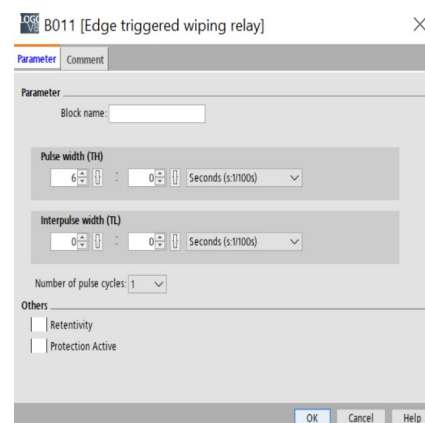 LOGO V8 B011 [Edge triggered wiping relay]
Parameter Comment
Parameter
Block name:
Pulse width (TH)
6 : 0 Seconds (s:1/100s)
Interpulse width (TL)
0 : 0 Seconds (s:1/100s)
Number of pulse cycles: 1
Others
Retentivity
Protection Active
OK Cancel Help